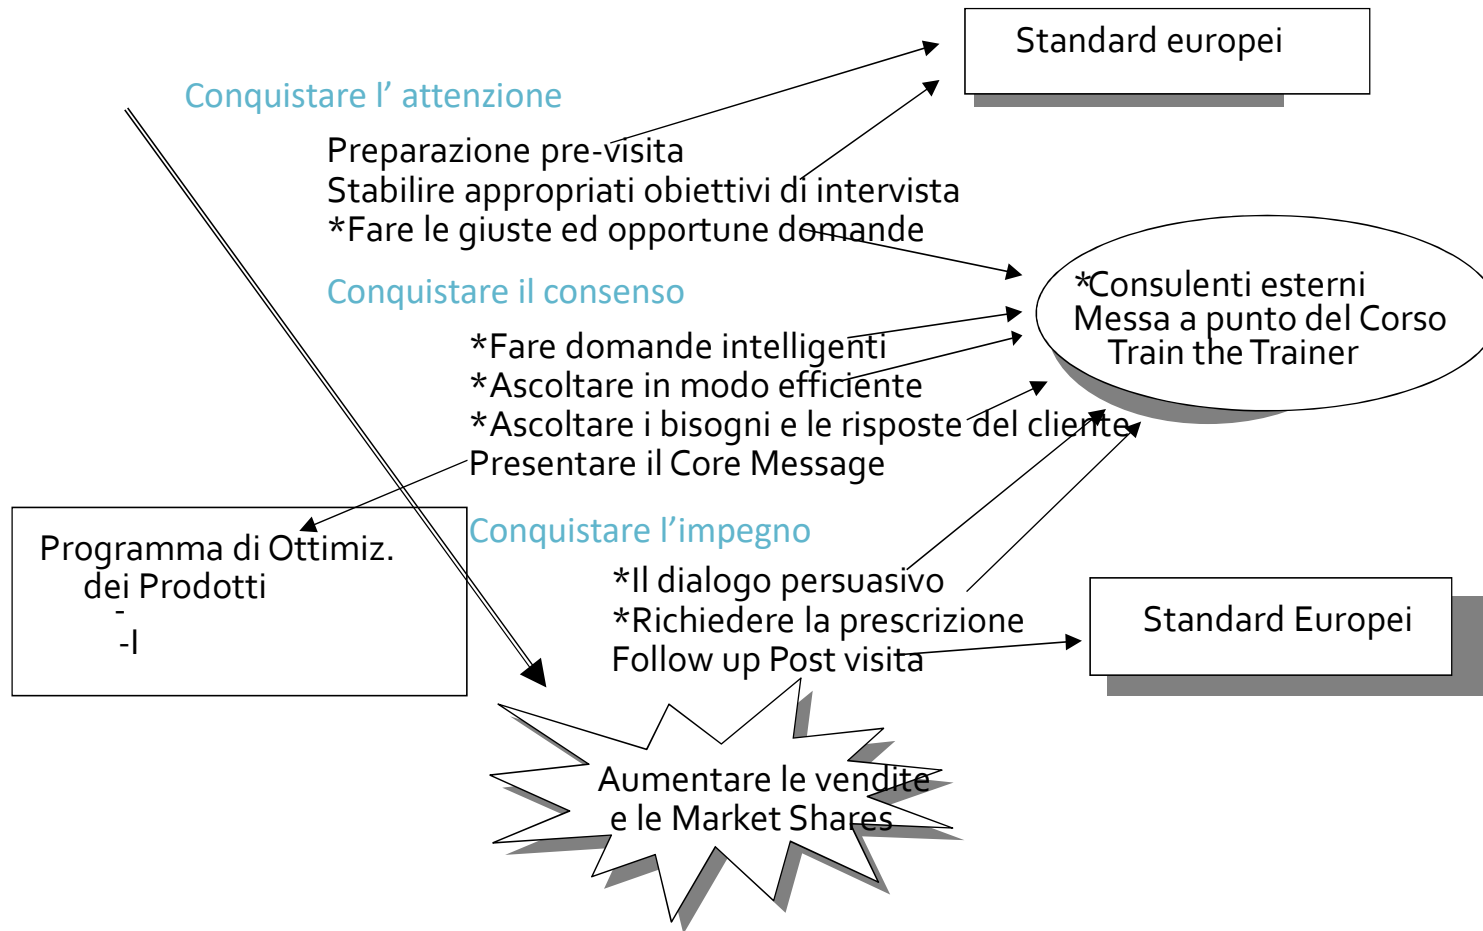 Standard europei
Conquistare l' attenzione
Preparazione pre-visita
Stabilire appropriati obiettivi di intervista
*Fare le giuste ed opportune domande
*Consulenti esterni
Messa a punto del Corso
Train the Trainer
Conquistare il consenso
*Fare domande intelligenti
*Ascoltare in modo efficiente
*Ascoltare i bisogni e le risposte del cliente
Presentare il Core Message
Programma di Ottimiz.
dei Prodotti
-
-I
Conquistare l'impegno
*Il dialogo persuasivo
*Richiedere la prescrizione
Follow up Post visita
Standard Europei
Aumentare le vendite
e le Market Shares